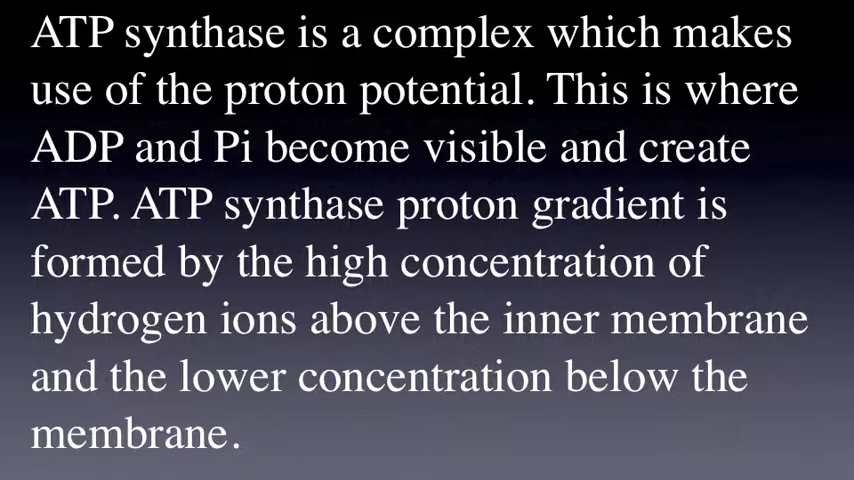 ATP synthase is a complex which makes
use of the proton potential. This is where
ADP and Pi become visible and create
ATP. ATP synthase proton gradient is
formed by the high concentration of
hydrogen ions above the inner membrane
and the lower concentration below the
membrane.